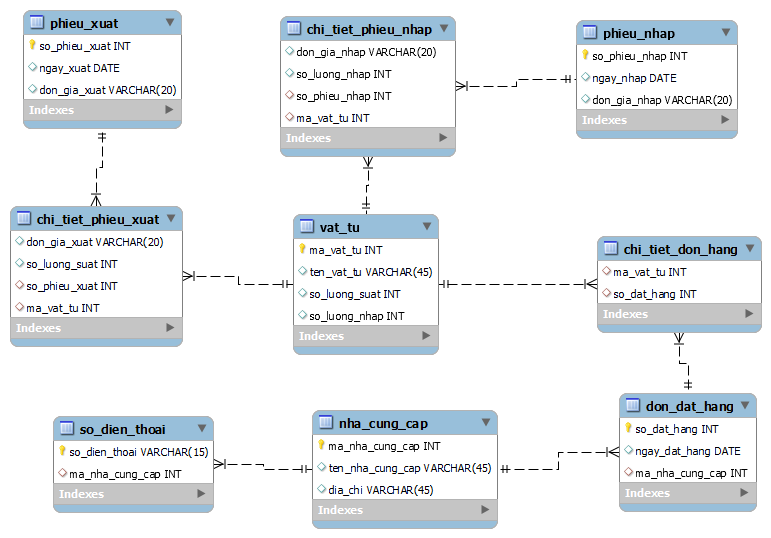 phieu_xuat
so_phieu_xuat INT
ngay_xuat DATE
don_gia_xuat VARCHAR(20)
Indexes
chi_tiet_phieu_nhap
don_gia_nhap VARCHAR(20)
so_luong_nhap INT
so_phieu_nhap INT
ma_vat_tu INT
Indexes
phieu_nhap
so_phieu_nhap INT
ngay_nhap DATE
don_gia_nhap VARCHAR(20)
Indexes
chi_tiet_phieu_xuat
don_gia_xuat VARCHAR(20)
so_luong_suat INT
so_phieu_xuat INT
ma_vat_tu INT
Indexes
vat_tu
ma_vat_tu INT
ten_vat_tu VARCHAR(45)
so_luong_suat INT
so_luong_nhap INT
Indexes
chi_tiet_don_hang
ma_vat_tu INT
so_dat_hang INT
Indexes
so_dien_thoai
so_dien_thoai VARCHAR(15)
ma_nha_cung_cap INT
Indexes
nha_cung_cap
ma_nha_cung_cap INT
ten_nha_cung_cap VARCHAR(45)
dia_chi VARCHAR(45)
Indexes
don_dat_hang
so_dat_hang INT
ngay_dat_hang DATE
ma_nha_cung_cap INT
Indexes